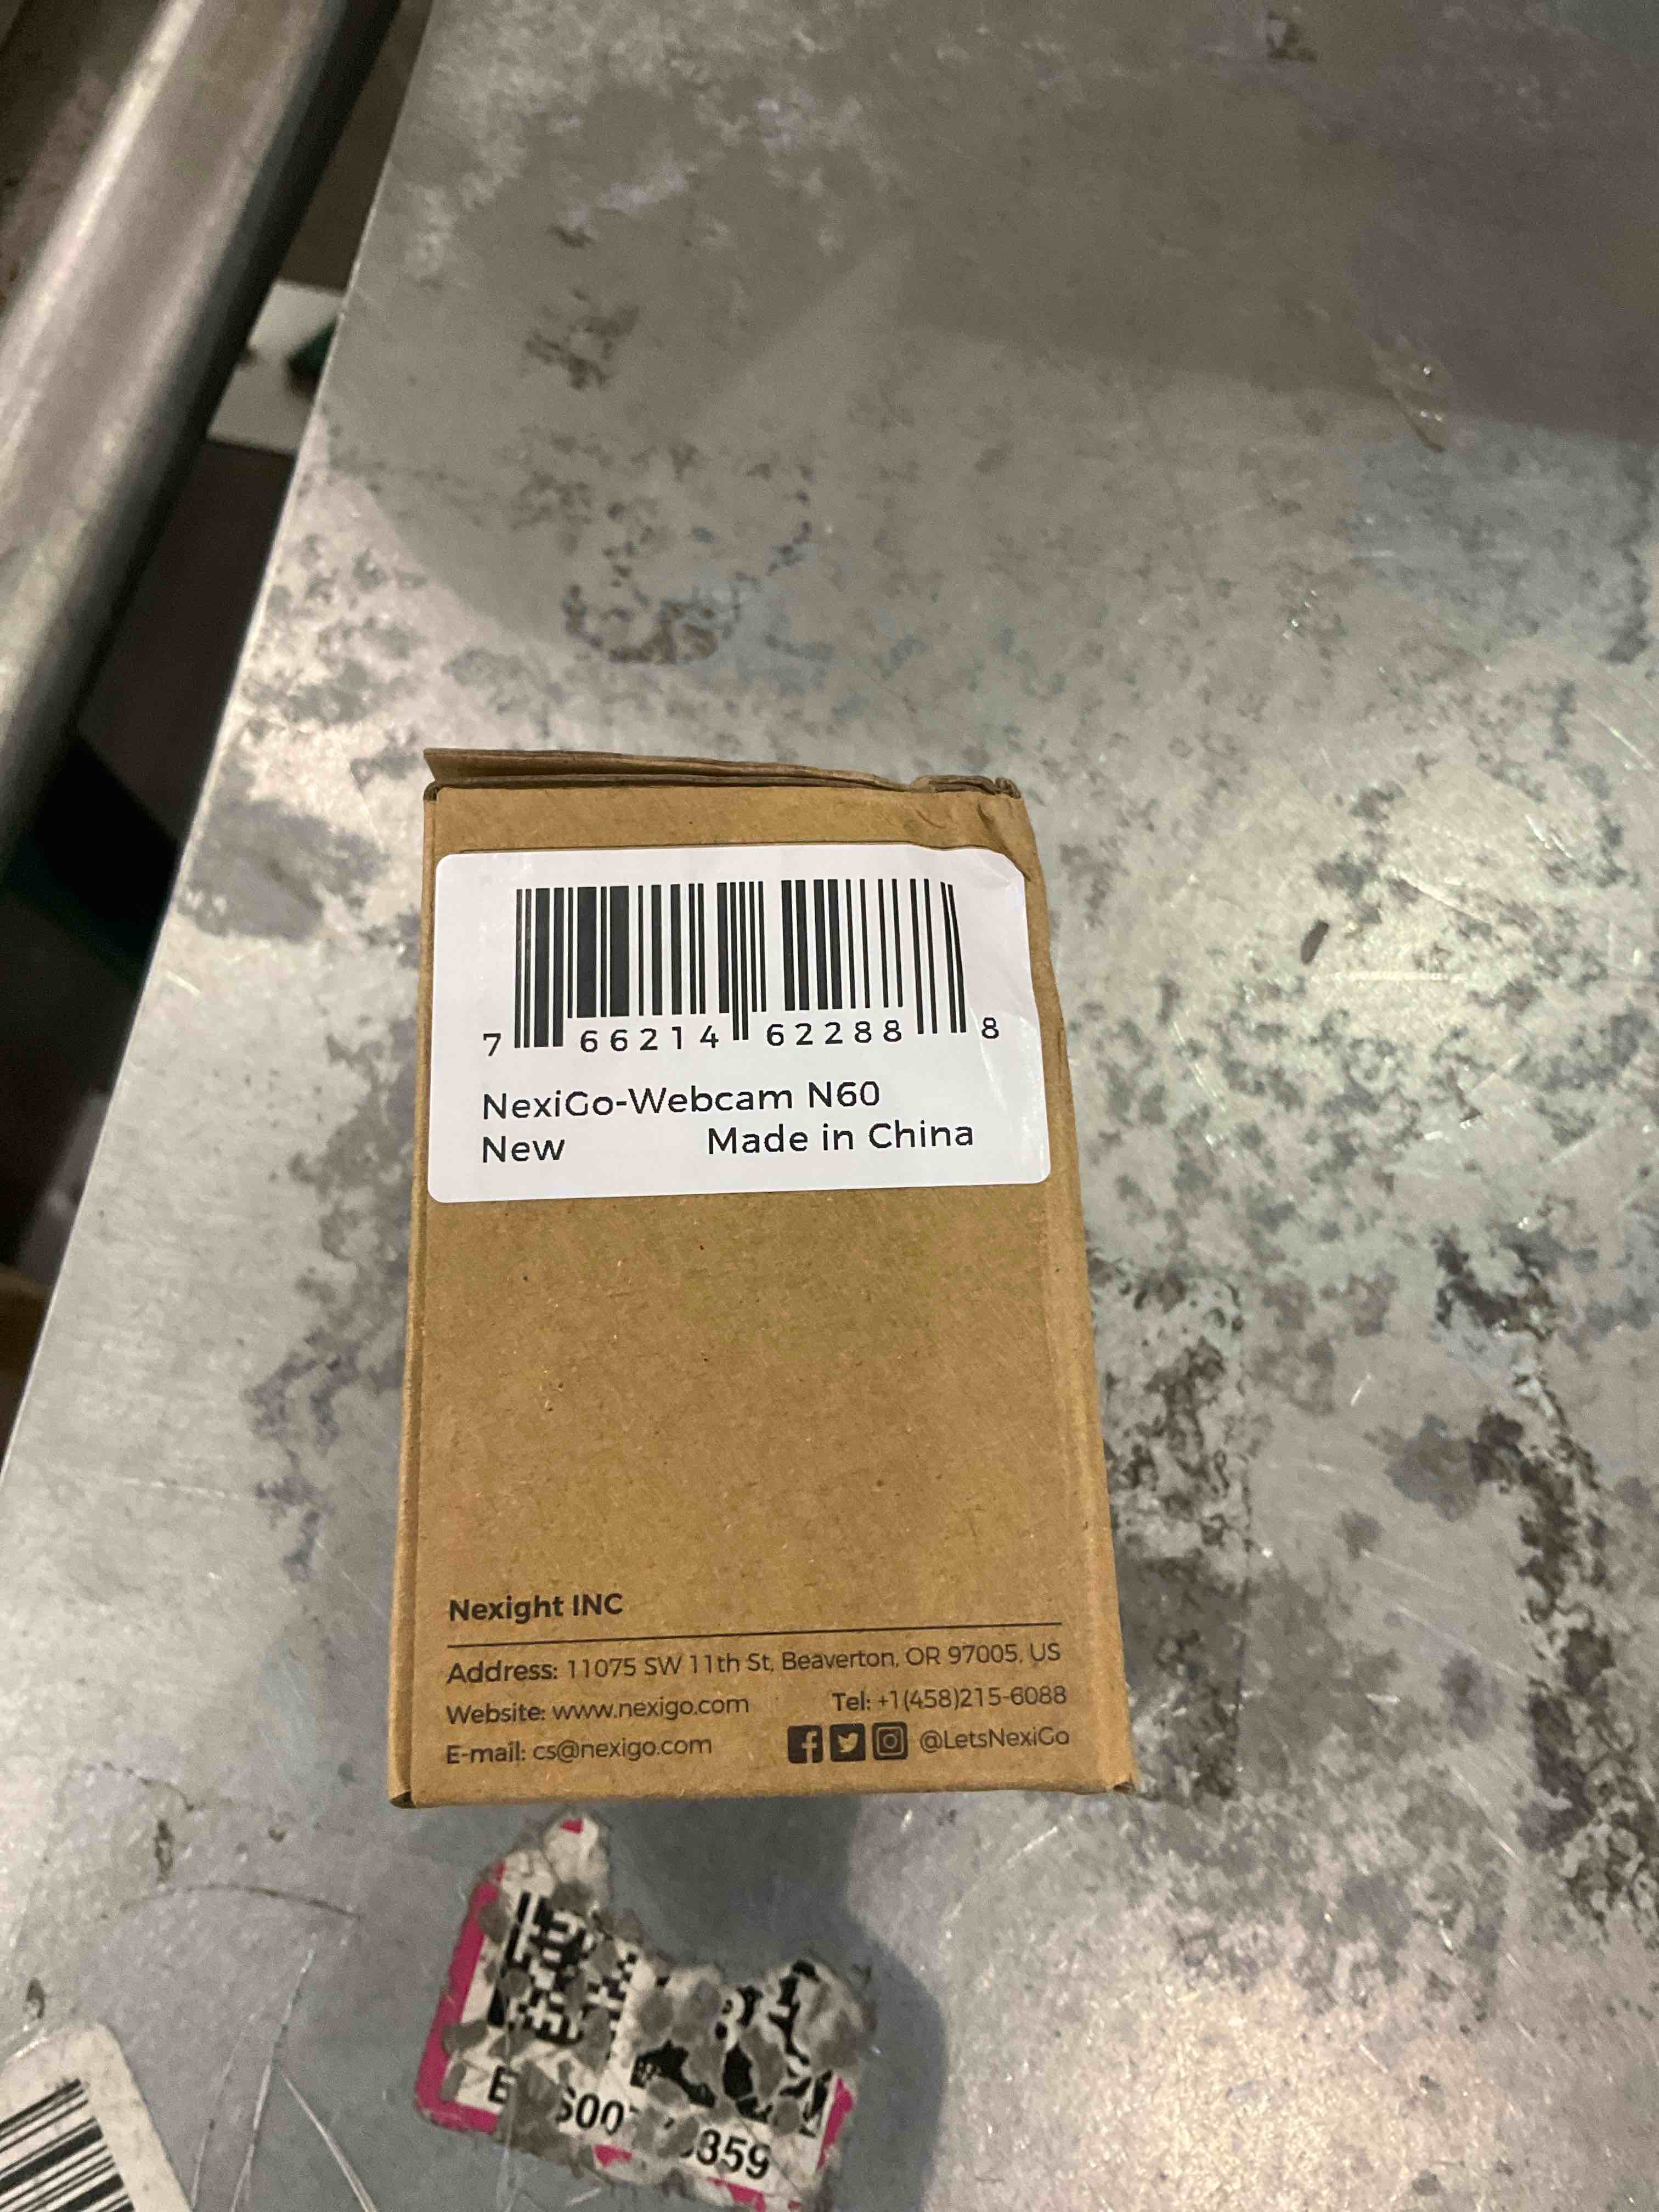 7 66214 62288 8
NexiGo-Webcam N60
New Made in China
Nexight INC
Address: 11075 SW 11th St, Beaverton, OR 97005, US
Website: www.nexigo.com Tel: +1(458)215-6088
E-mail: cs@nexigo.com @LetsNexiGo